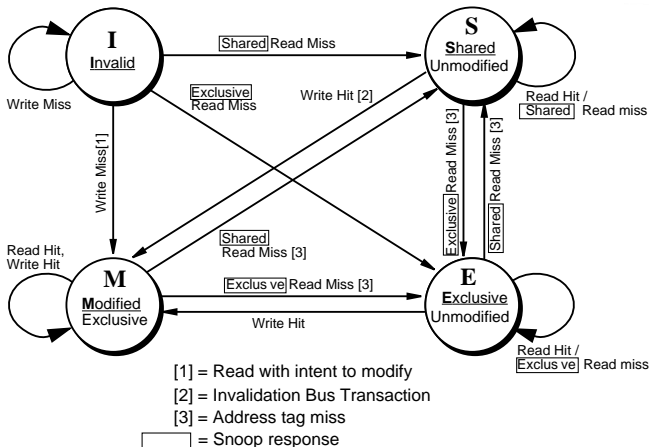 I
Invalid
S
Shared
Unmodified
Shared Read Miss
Exclusive
Read Miss
Write Hit [2]
Write Miss
Read Hit /
Shared Read miss
Write Miss[1]
Exclusive Read Miss [3]
Shared Read Miss [3]
Shared
Read Miss [3]
Read Hit,
Write Hit
M
Modified
Exclusive
Exclus ve Read Miss [3]
Write Hit
E
Exclusive
Unmodified
Read Hit /
Exclus ve Read miss
[1] = Read with intent to modify
[2] = Invalidation Bus Transaction
[3] = Address tag miss
= Snoop response